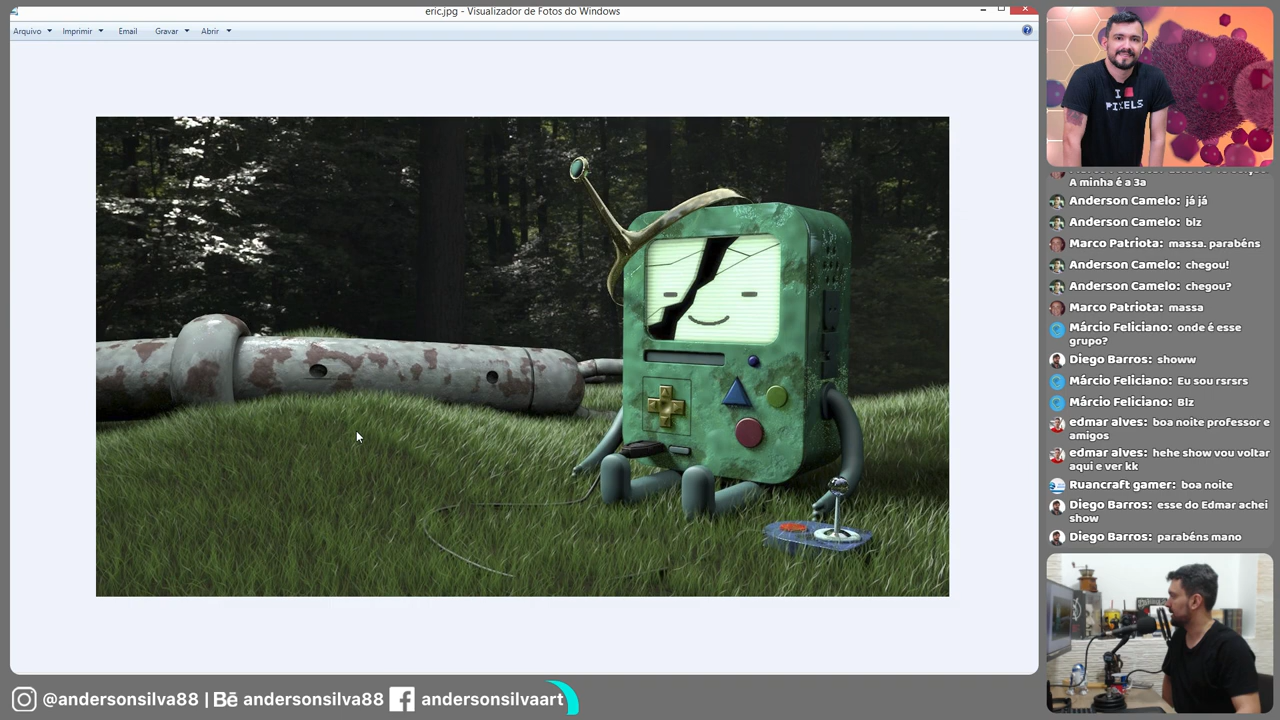 eric.jpg - Visualizador de Fotos do Windows
Arquivo
Imprimir
Email
Gravar
Abrir
I
PIXELS
A minha é a 3a
Anderson Camelo: já já
Anderson Camelo: blz
Marco Patriota: massa. parabéns
Anderson Camelo: chegou!
Anderson Camelo: chegou?
Marco Patriota: massa
Márcio Feliciano: onde é esse
grupo?
Diego Barros: showw
Márcio Feliciano: Eu sou rsrsrs
Márcio Feliciano: Blz
edmar alves: boa noite professor e
amigos
edmar alves: hehe show vou voltar
aqui e ver kk
Ruancraft gamer: boa noite
Diego Barros: esse do Edmar achei
show
Diego Barros: parabéns mano
@andersonsilva88 | Bē andersonsilva88 andersonsilvaart